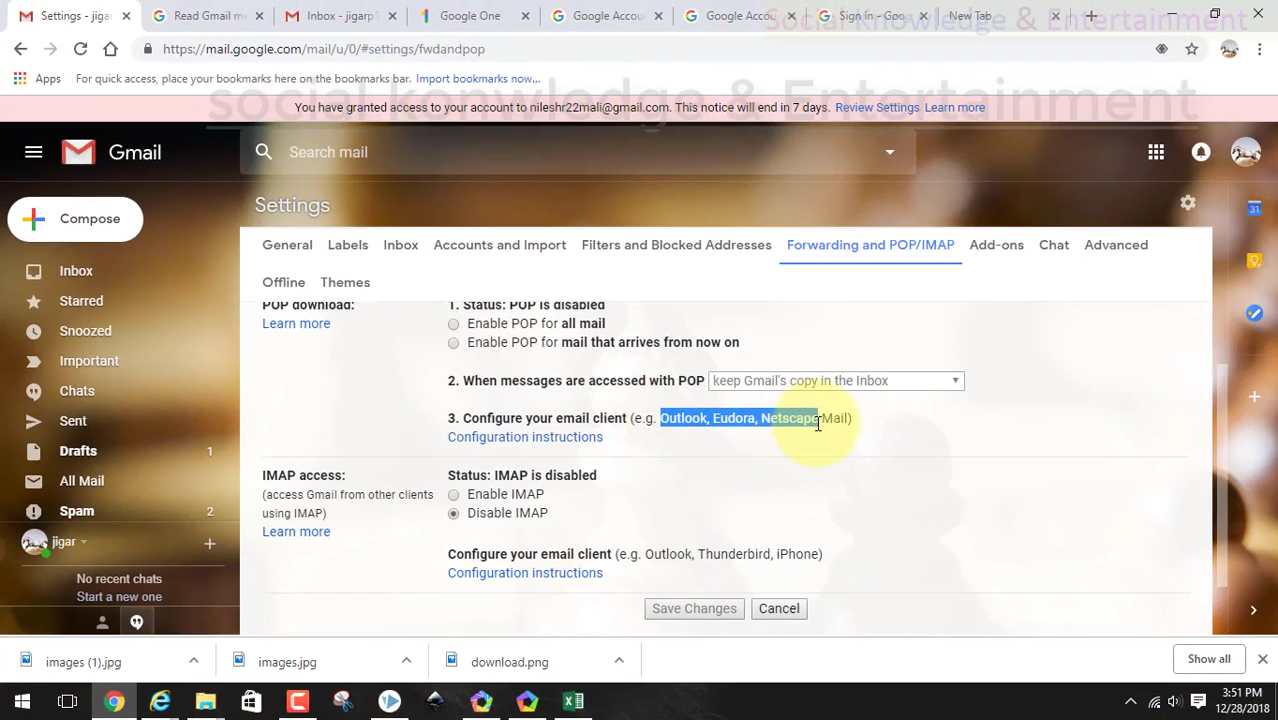 Settings - jigar
Read Gmail me
Inbox - jigarp1
Google One
Google Accou
Google Accou
Sign in - Goog
New Tab
Social Knowledge & Entertainment
https://mail.google.com/mail/u/0/#settings/fwdandpop
Apps
For quick access, place your bookmarks here on the bookmarks bar. Import bookmarks now...
social konwledge & Entertainment
You have granted access to your account to nileshr22mali@gmail.com. This notice will end in 7 days. Review Settings Learn more
Gmail
Search mail
Compose
Settings
31
General
Labels
Inbox
Accounts and Import
Filters and Blocked Addresses
Forwarding and POP/IMAP
Add-ons
Chat
Advanced
Offline
Themes
Inbox
Starred
Snoozed
Important
Chats
Sent
Drafts 1
All Mail
Spam 2
jigar
No recent chats
Start a new one
POP download:
Learn more
1. Status: POP is disabled
Enable POP for all mail
Enable POP for mail that arrives from now on
2. When messages are accessed with POP keep Gmail's copy in the Inbox
3. Configure your email client (e.g. Outlook, Eudora, Netscape Mail)
Configuration instructions
IMAP access:
(access Gmail from other clients
using IMAP)
Learn more
Status: IMAP is disabled
Enable IMAP
Disable IMAP
Configure your email client (e.g. Outlook, Thunderbird, iPhone)
Configuration instructions
Save Changes
Cancel
images (1).jpg
images.jpg
download.png
Show all
3:51 PM
12/28/2018